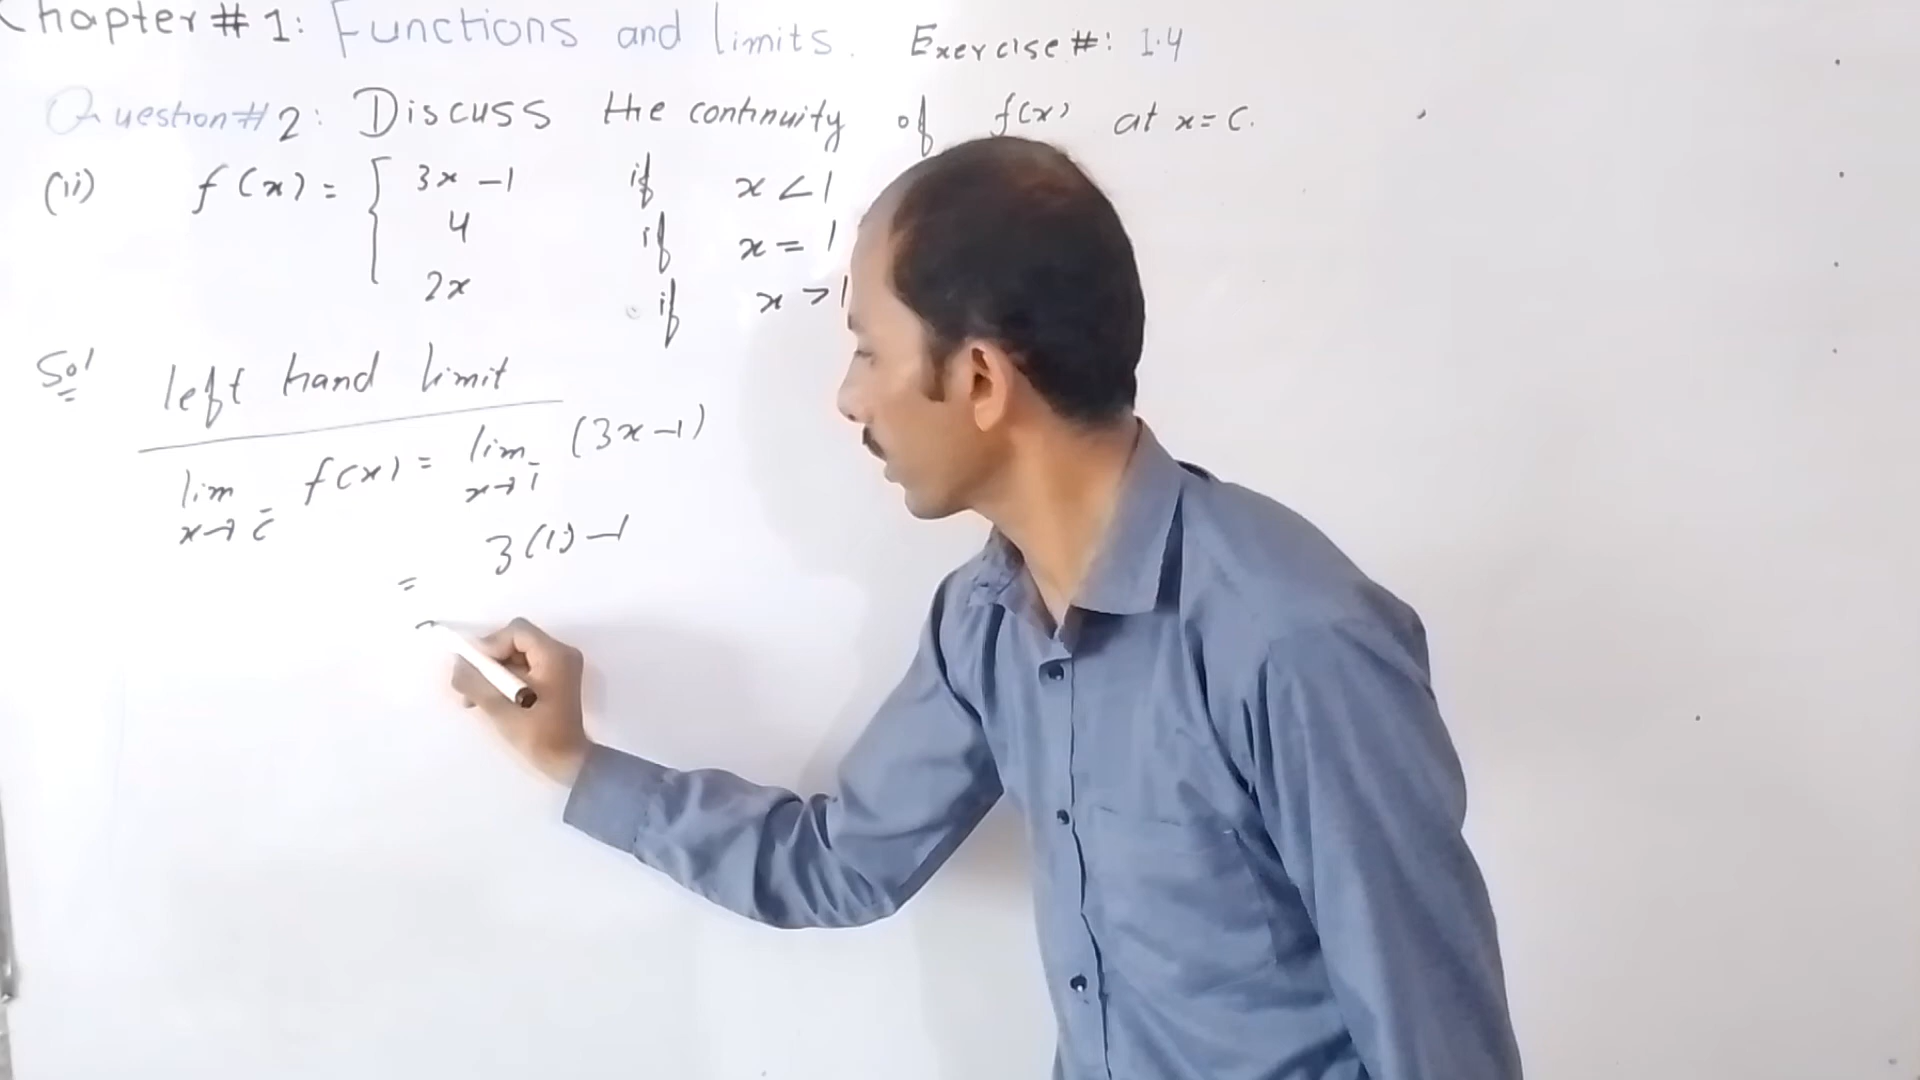 Chapter # 1: Functions and limits. Exercise #: 1.4
Question # 2: Discuss the continuity of f(x) at x = c.
(ii) f(x) = { 3x - 1 if x < 1
4 if x = 1
2x if x > 1
Sol left hand limit
lim x→c⁻ f(x) = lim x→1⁻ (3x-1)
= 3(1) - 1